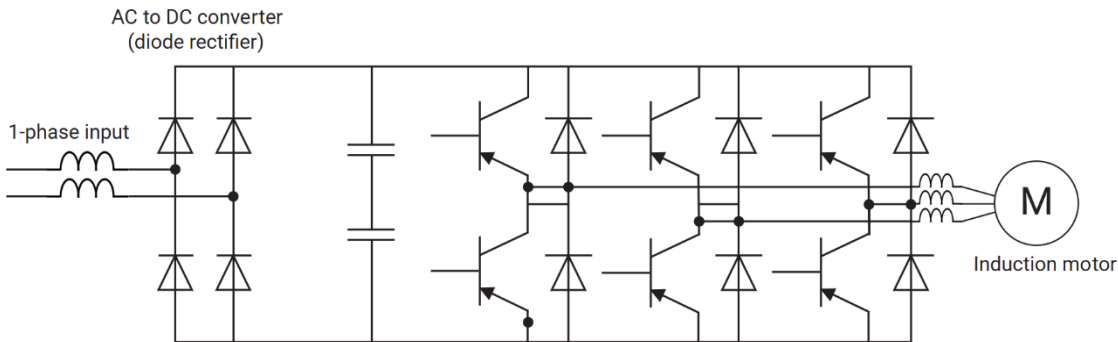 AC to DC converter
(diode rectifier)
1-phase input
M
Induction motor